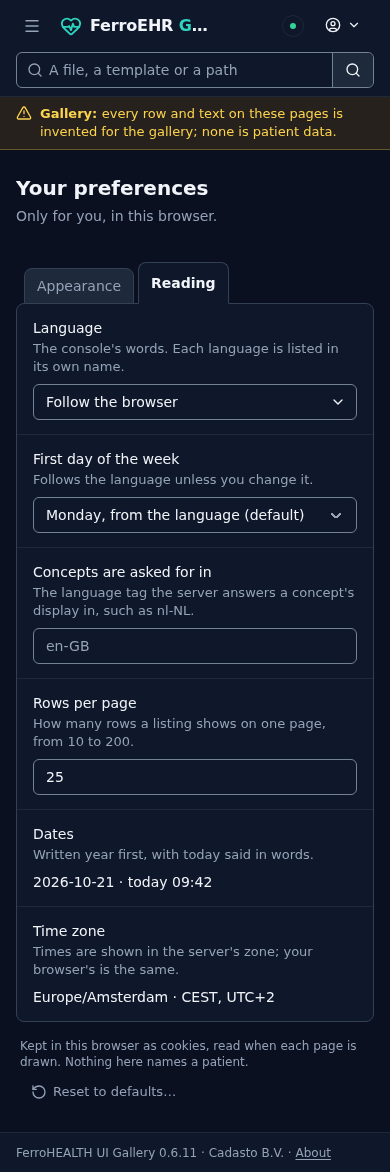 FerroEHR G…
A file, a template or a path
Gallery: every row and text on these pages is
invented for the gallery; none is patient data.
Your preferences
Only for you, in this browser.
Appearance
Reading
Language
The console's words. Each language is listed in
its own name.
Follow the browser
First day of the week
Follows the language unless you change it.
Monday, from the language (default)
Concepts are asked for in
The language tag the server answers a concept's
display in, such as nl-NL.
en-GB
Rows per page
How many rows a listing shows on one page,
from 10 to 200.
25
Dates
Written year first, with today said in words.
2026-10-21 · today 09:42
Time zone
Times are shown in the server's zone; your
browser's is the same.
Europe/Amsterdam · CEST, UTC+2
Kept in this browser as cookies, read when each page is
drawn. Nothing here names a patient.
Reset to defaults…
FerroHEALTH UI Gallery 0.6.11 · Cadasto B.V. · About